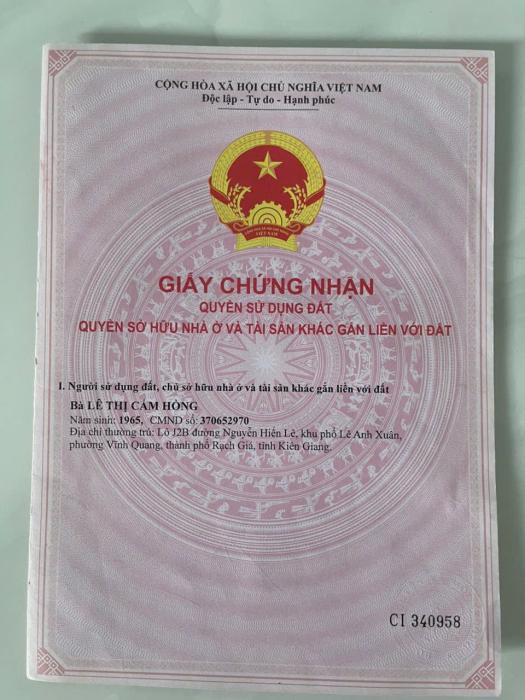 CỘNG HÒA XÃ HỘI CHỦ NGHĨA VIỆT NAM
Độc lập - Tự do - Hạnh phúc
VIỆT NAM
GIẤY CHỨNG NHẬN
QUYỀN SỬ DỤNG ĐẤT
QUYỀN SỞ HỮU NHÀ Ở VÀ TÀI SẢN KHÁC GẮN LIỀN VỚI ĐẤT
I. Người sử dụng đất, chủ sở hữu nhà ở và tài sản khác gắn liền với đất
Bà LÊ THỊ CẨM HỒNG
Năm sinh: 1965, CMND số: 370652970
Địa chỉ thường trú: Lô J2B đường Nguyễn Hiến Lê, khu phố Lê Anh Xuân,
phường Vĩnh Quang, thành phố Rạch Giá, tỉnh Kiên Giang.
CI 340958